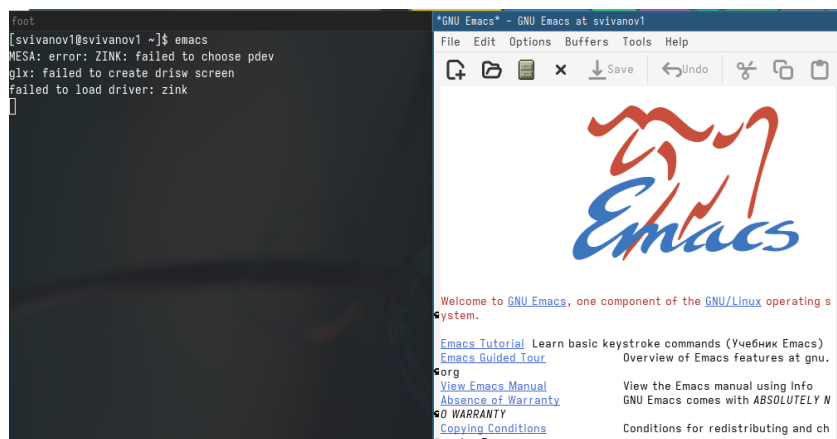 foot
[svivanov1@svivanov1 ~]$ emacs
MESA: error: ZINK: failed to choose pdev
glx: failed to create drisw screen
failed to load driver: zink
*GNU Emacs* - GNU Emacs at svivanov1
File Edit Options Buffers Tools Help
Save Undo
Emacs
Welcome to GNU Emacs, one component of the GNU/Linux operating s
ystem.
Emacs Tutorial Learn basic keystroke commands (Учебник Emacs)
Emacs Guided Tour Overview of Emacs features at gnu.
org
View Emacs Manual View the Emacs manual using Info
Absence of Warranty GNU Emacs comes with ABSOLUTELY N
O WARRANTY
Copying Conditions Conditions for redistributing and ch